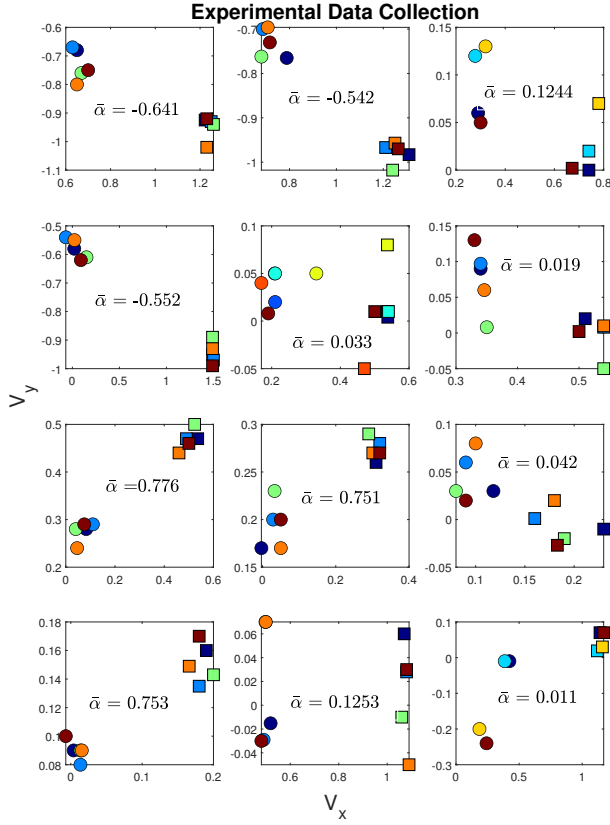 Experimental Data Collection
-0.6
-0.7
-0.8
-0.9
-1
-1.1
ᾱ = -0.641
0.6 0.8 1 1.2
-0.7
-0.8
-0.9
-1
ᾱ = -0.542
0.8 1 1.2
0.15
0.1
0.05
0
ᾱ = 0.1244
0.2 0.4 0.6 0.8
-0.5
-0.6
-0.7
-0.8
-0.9
-1
ᾱ = -0.552
0 0.5 1 1.5
0.1
0.05
0
-0.05
ᾱ = 0.033
0.2 0.4 0.6
0.2
0.15
0.1
0.05
0
-0.05
ᾱ = 0.019
0.3 0.4 0.5
V_y
0.5
0.4
0.3
0.2
ᾱ =0.776
0 0.2 0.4 0.6
0.3
0.25
0.2
0.15
ᾱ = 0.751
0 0.2 0.4
0.1
0.05
0
-0.05
ᾱ = 0.042
0.1 0.15 0.2
0.18
0.16
0.14
0.12
0.1
0.08
ᾱ = 0.753
0 0.1 0.2
0.06
0.04
0.02
0
-0.02
-0.04
ᾱ = 0.1253
0.6 0.8 1
0.1
0
-0.1
-0.2
-0.3
ᾱ = 0.011
0 0.5 1
V_x